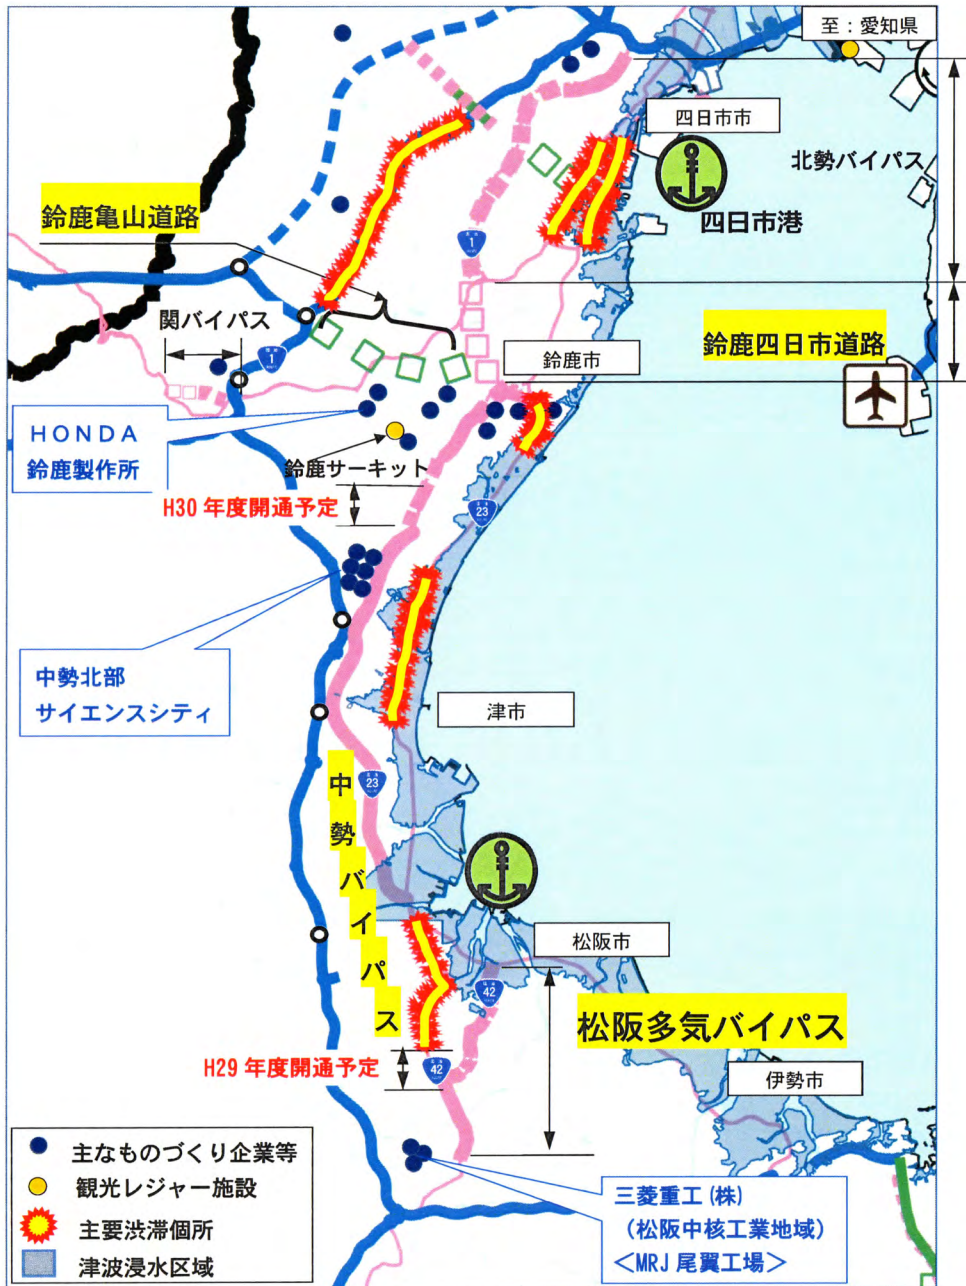 至：愛知県
四日市市
北勢バイパス
四日市港
鈴鹿亀山道路
1
関バイパス
1
鈴鹿四日市道路
鈴鹿市
HONDA
鈴鹿製作所
鈴鹿サーキット
H30 年度開通予定
23
中勢北部
サイエンスシティ
津市
23
中勢バイパス
松阪市
42
松阪多気バイパス
H29 年度開通予定
42
伊勢市
主なものづくり企業等
観光レジャー施設
主要渋滞個所
津波浸水区域
三菱重工（株）
（松阪中核工業地域）
＜MRJ 尾翼工場＞